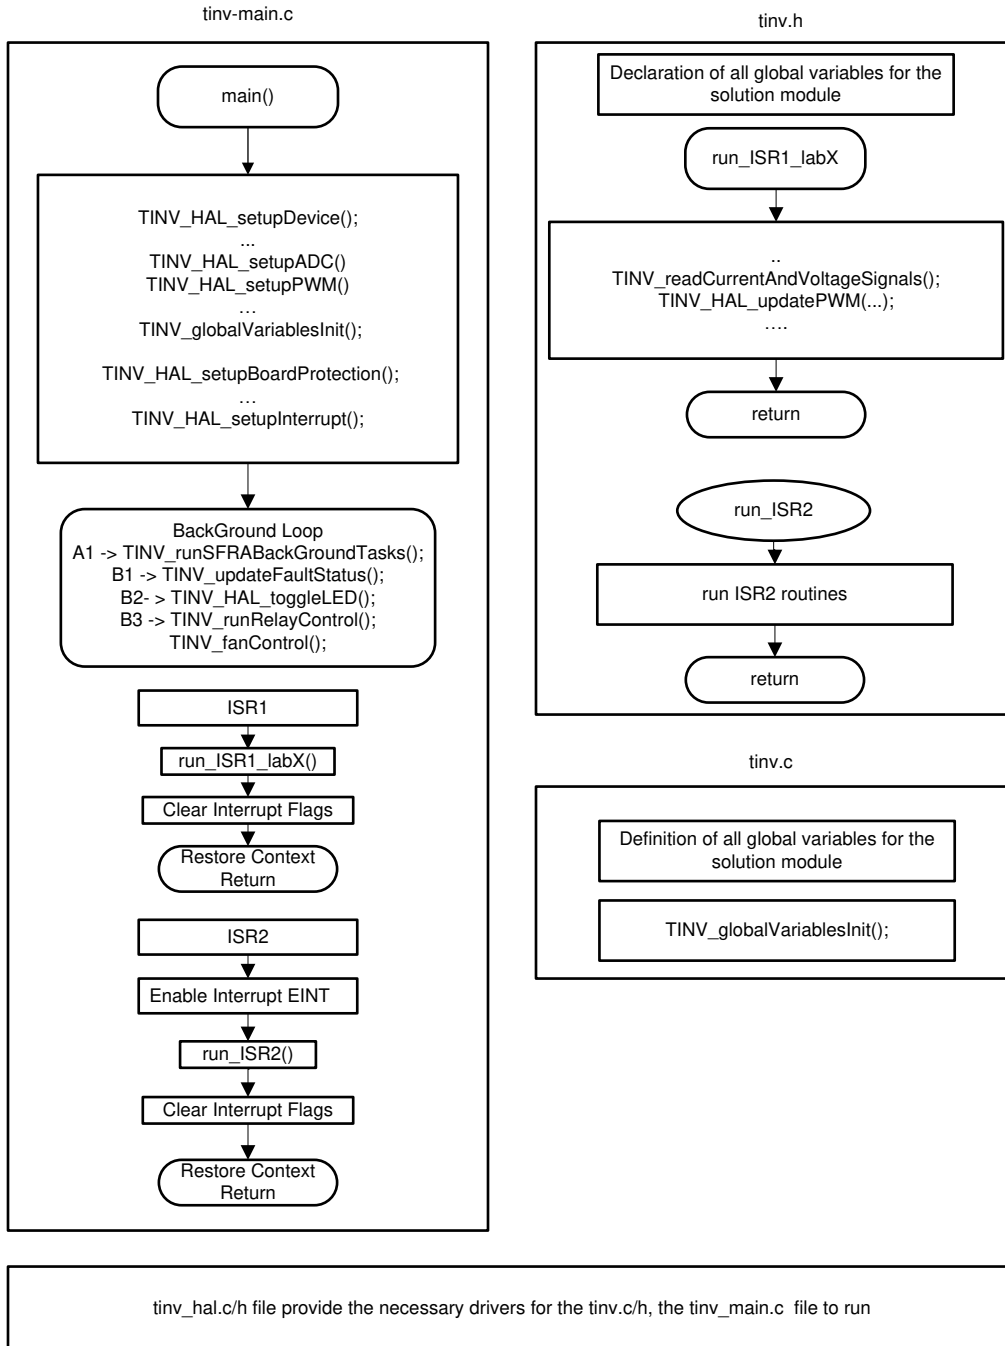 tinv-main.c
main()
TINV_HAL_setupDevice();
...
TINV_HAL_setupADC()
TINV_HAL_setupPWM()
...
TINV_globalVariablesInit();
TINV_HAL_setupBoardProtection();
...
TINV_HAL_setupInterrupt();
BackGround Loop
A1 -> TINV_runSFRABackGroundTasks();
B1 -> TINV_updateFaultStatus();
B2- > TINV_HAL_toggleLED();
B3 -> TINV_runRelayControl();
TINV_fanControl();
ISR1
run_ISR1_labX()
Clear Interrupt Flags
Restore Context
Return
ISR2
Enable Interrupt EINT
run_ISR2()
Clear Interrupt Flags
Restore Context
Return
tinv.h
Declaration of all global variables for the
solution module
run_ISR1_labX
..
TINV_readCurrentAndVoltageSignals();
TINV_HAL_updatePWM(...);
....
return
run_ISR2
run ISR2 routines
return
tinv.c
Definition of all global variables for the
solution module
TINV_globalVariablesInit();
tinv_hal.c/h file provide the necessary drivers for the tinv.c/h, the tinv_main.c file to run